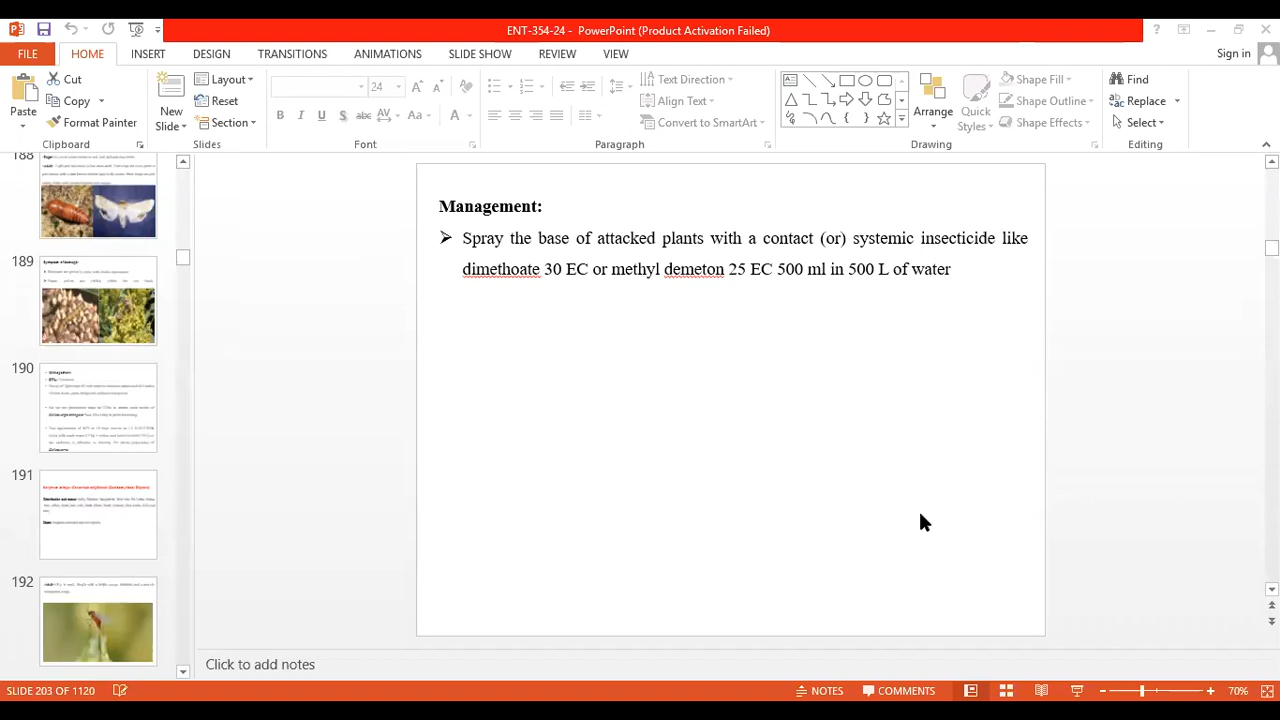 ENT-354-24 - PowerPoint (Product Activation Failed)
FILE HOME INSERT DESIGN TRANSITIONS ANIMATIONS SLIDE SHOW REVIEW VIEW Sign in
Paste
Cut
Copy
Format Painter
Clipboard
New Slide
Layout
Reset
Section
Slides
24
Font
Text Direction
Align Text
Convert to SmartArt
Paragraph
Arrange
Quick Styles
Shape Fill
Shape Outline
Shape Effects
Drawing
Find
Replace
Select
Editing
188
189
190
191
192
Management:
➢ Spray the base of attacked plants with a contact (or) systemic insecticide like
dimethoate 30 EC or methyl demeton 25 EC 500 ml in 500 L of water
Click to add notes
SLIDE 203 OF 1120 NOTES COMMENTS 70%